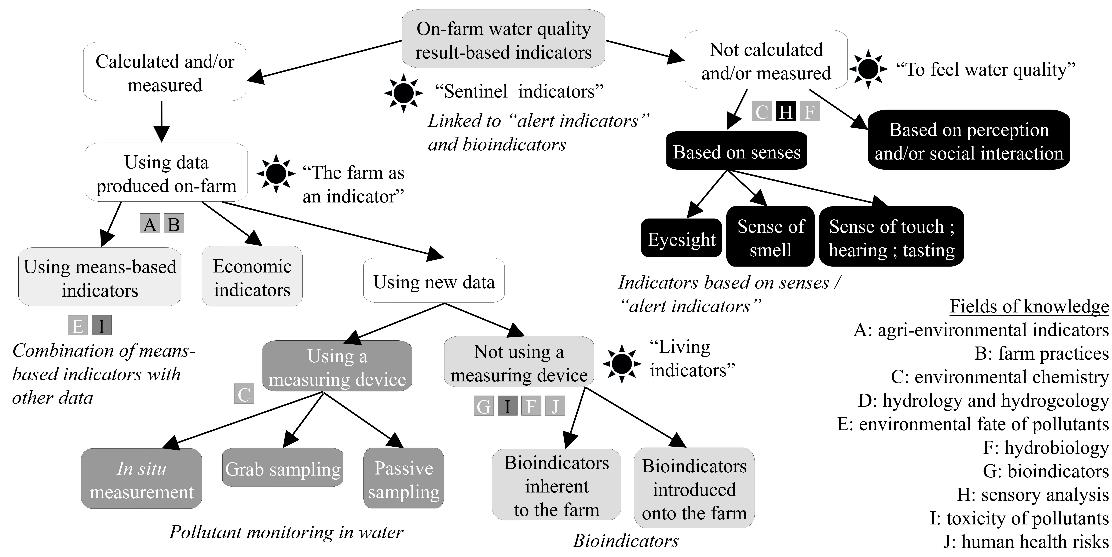 On-farm water quality
result-based indicators
Calculated and/or
measured
Not calculated
and/or measured
“To feel water quality”
“Sentinel indicators”
Linked to “alert indicators”
and bioindicators
C H F
Based on senses
Based on perception
and/or social interaction
Using data
produced on-farm
“The farm as
an indicator”
A B
Eyesight
Sense of
smell
Sense of touch ;
hearing ; tasting
Indicators based on senses /
“alert indicators”
Using means-based
indicators
Economic
indicators
Using new data
E I
Combination of means-
based indicators with
other data
Using a
measuring device
Not using a
measuring device
“Living
indicators”
C
G I F J
In situ
measurement
Grab sampling
Passive
sampling
Pollutant monitoring in water
Bioindicators
inherent
to the farm
Bioindicators
introduced
onto the farm
Bioindicators
Fields of knowledge
A: agri-environmental indicators
B: farm practices
C: environmental chemistry
D: hydrology and hydrogeology
E: environmental fate of pollutants
F: hydrobiology
G: bioindicators
H: sensory analysis
I: toxicity of pollutants
J: human health risks